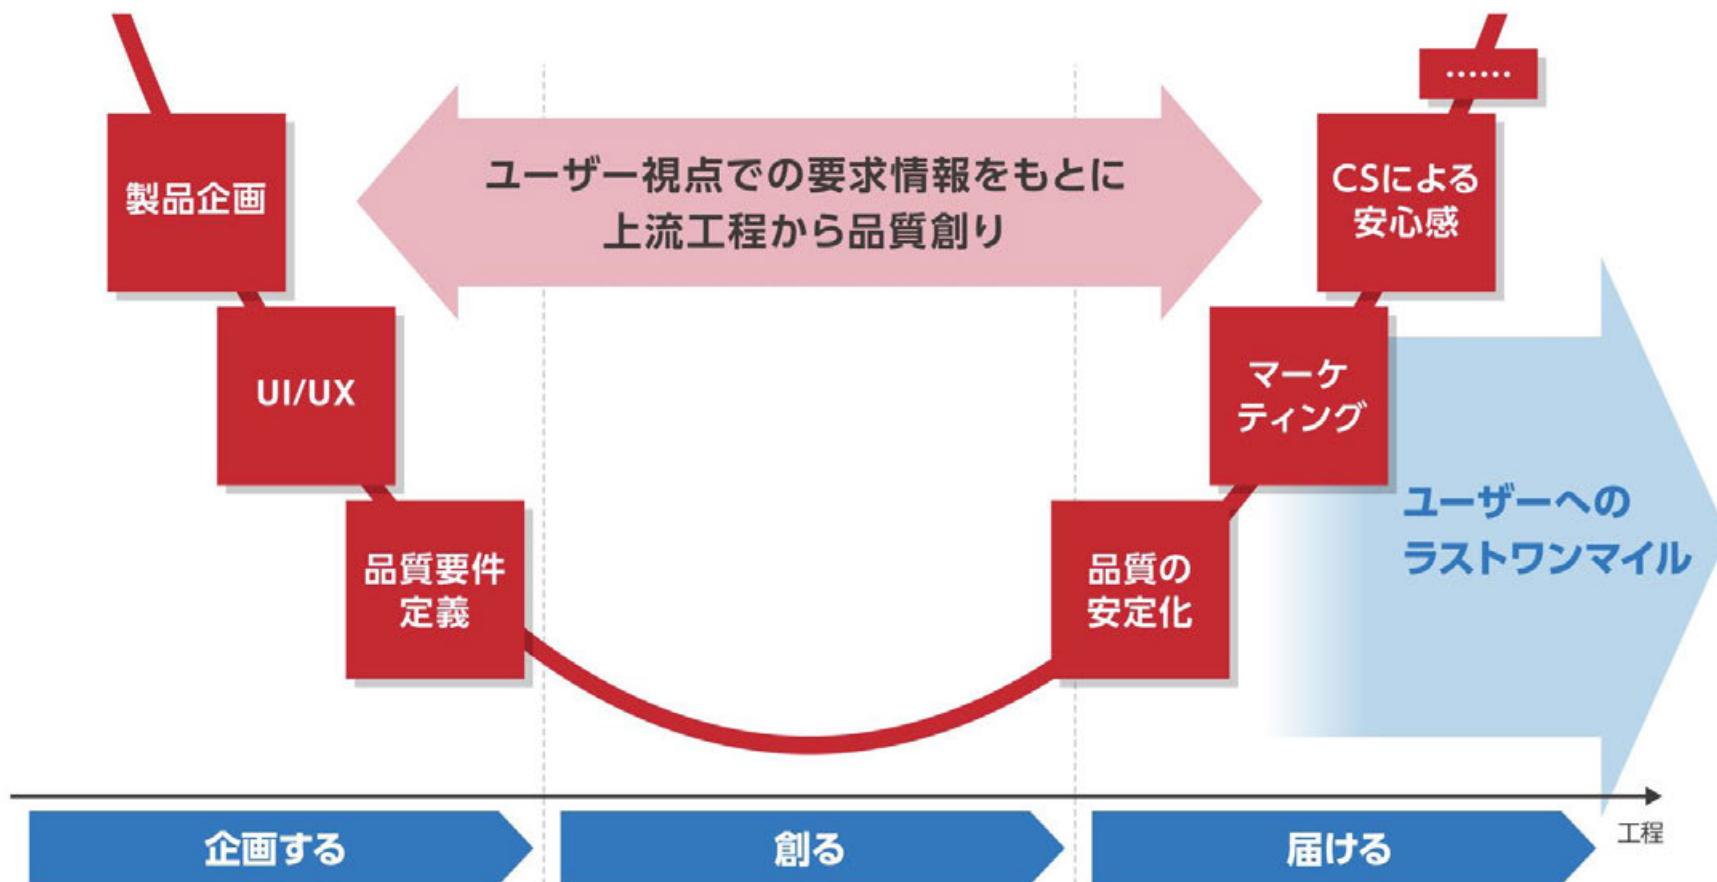 ……
製品企画
ユーザー視点での要求情報をもとに
上流工程から品質創り
CSによる
安心感
UI/UX
マーケ
ティング
品質要件
定義
品質の
安定化
ユーザーへの
ラストワンマイル
企画する
創る
届ける
工程